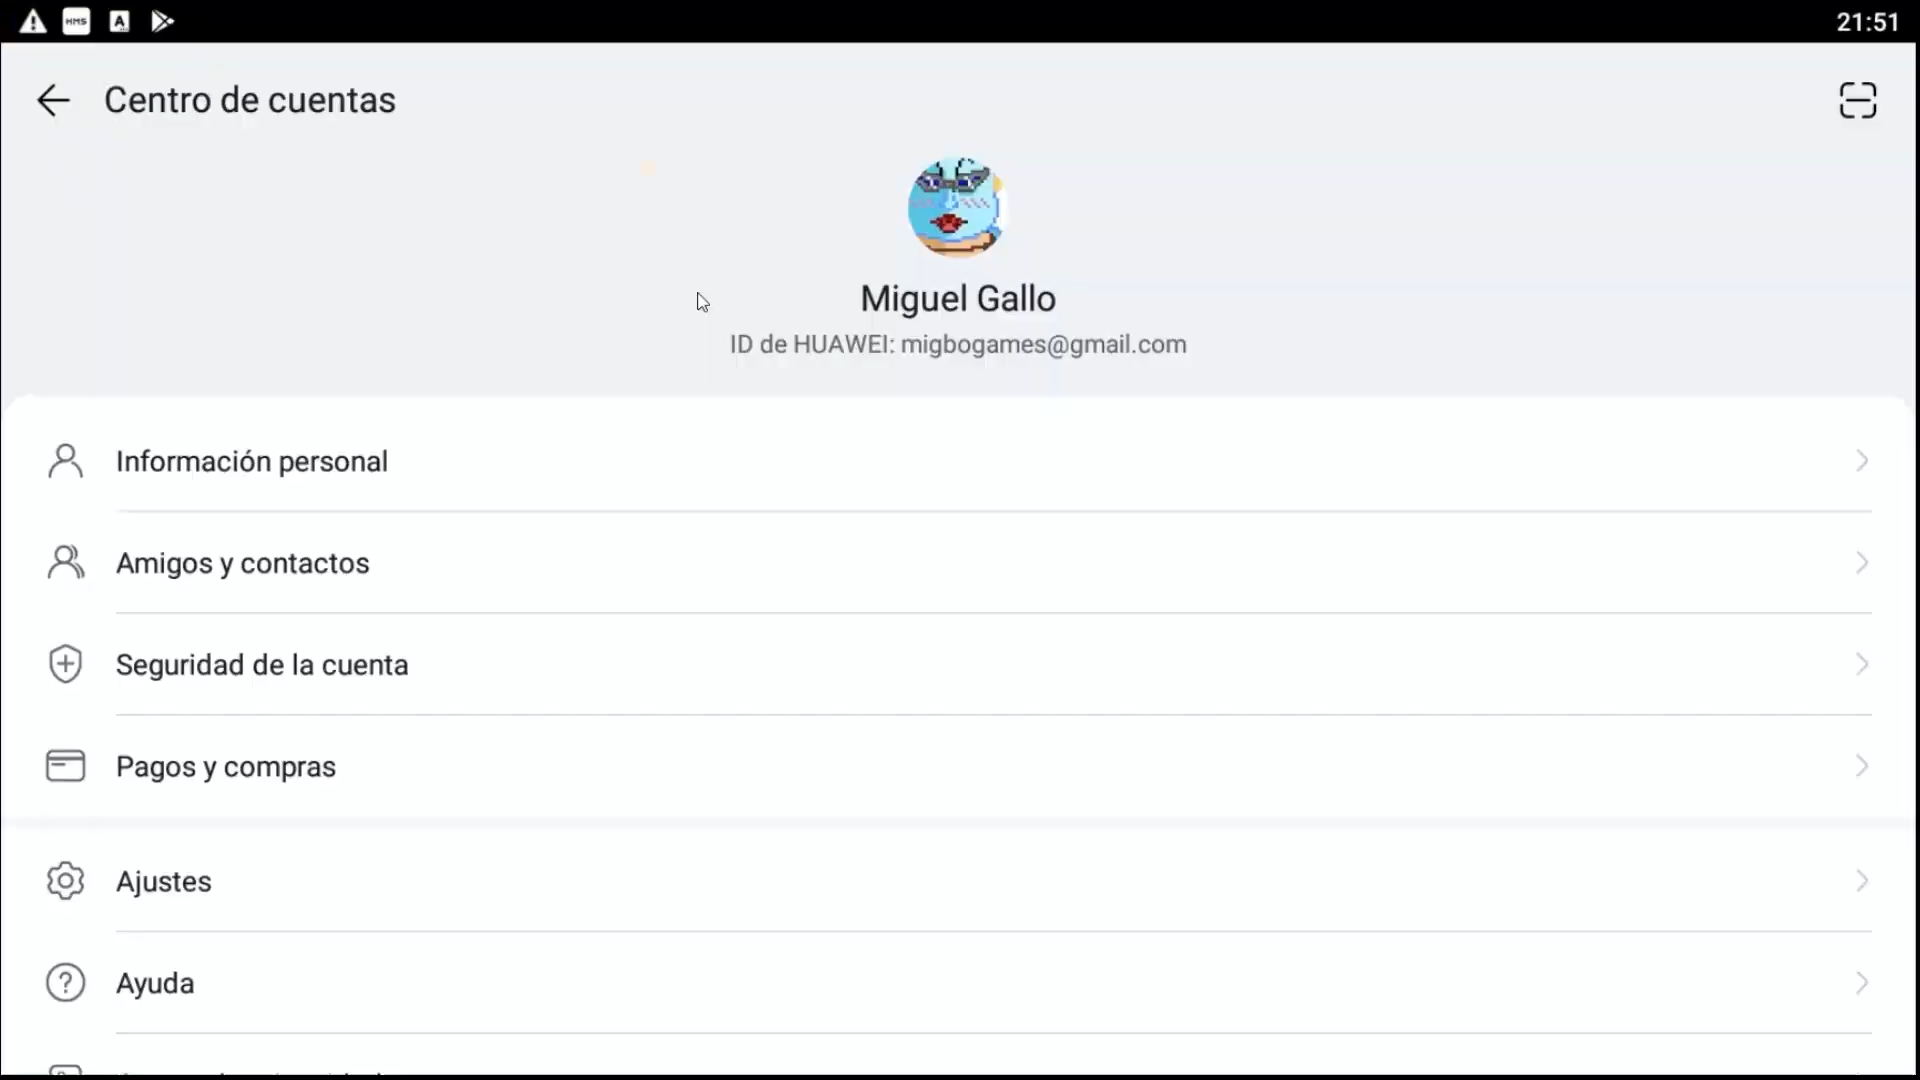 HMS A 21:51
Centro de cuentas
Miguel Gallo
ID de HUAWEI: migbogames@gmail.com
Información personal
Amigos y contactos
Seguridad de la cuenta
Pagos y compras
Ajustes
Ayuda